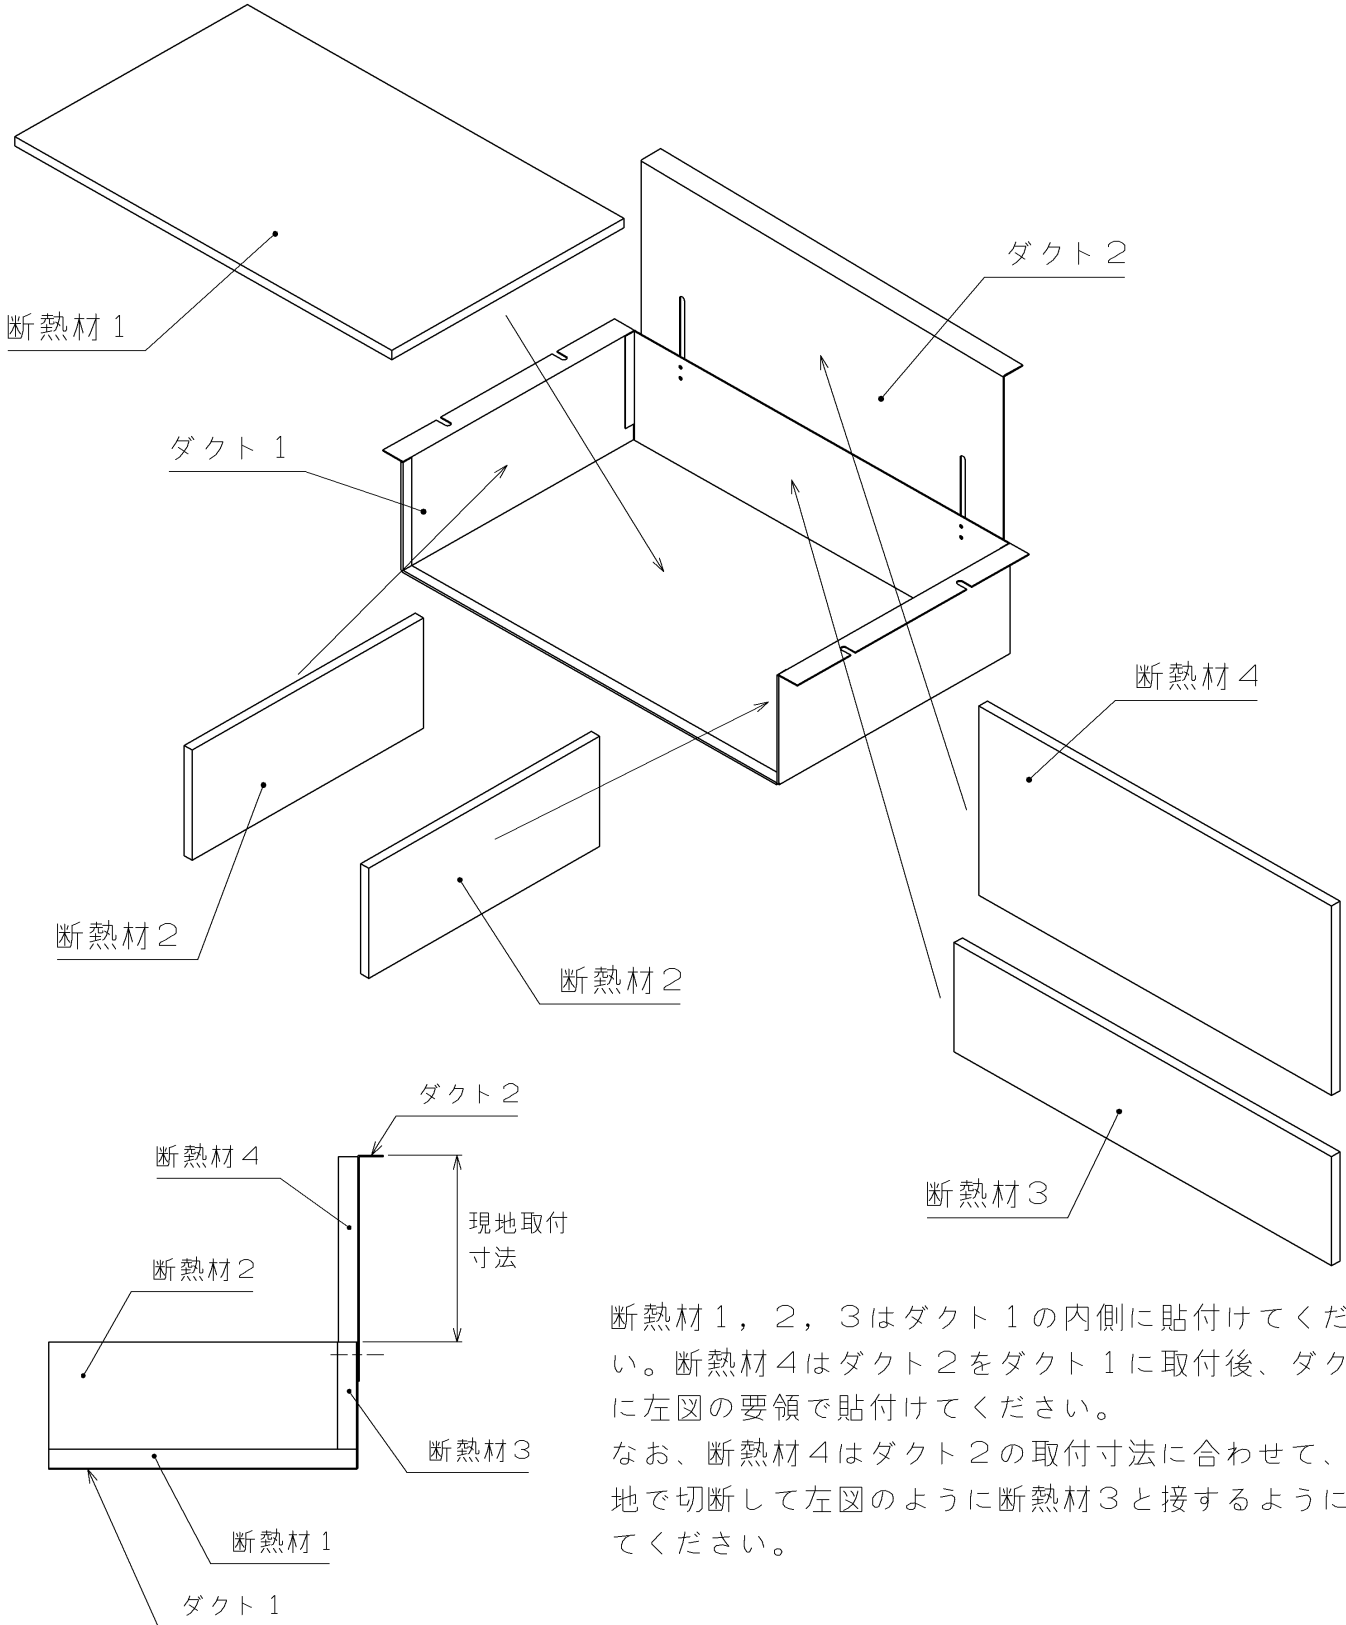 ダクト2
断熱材1
ダクト1
断熱材4
断熱材2
断熱材2
断熱材3
ダクト2
断熱材4
現地取付
寸法
断熱材2
断熱材3
断熱材1
ダクト1
断熱材1，2，3はダクト1の内側に貼付けてくだ
い。断熱材4はダクト2をダクト1に取付後、ダク
に左図の要領で貼付けてください。
なお、断熱材4はダクト2の取付寸法に合わせて、
地で切断して左図のように断熱材3と接するように
てください。